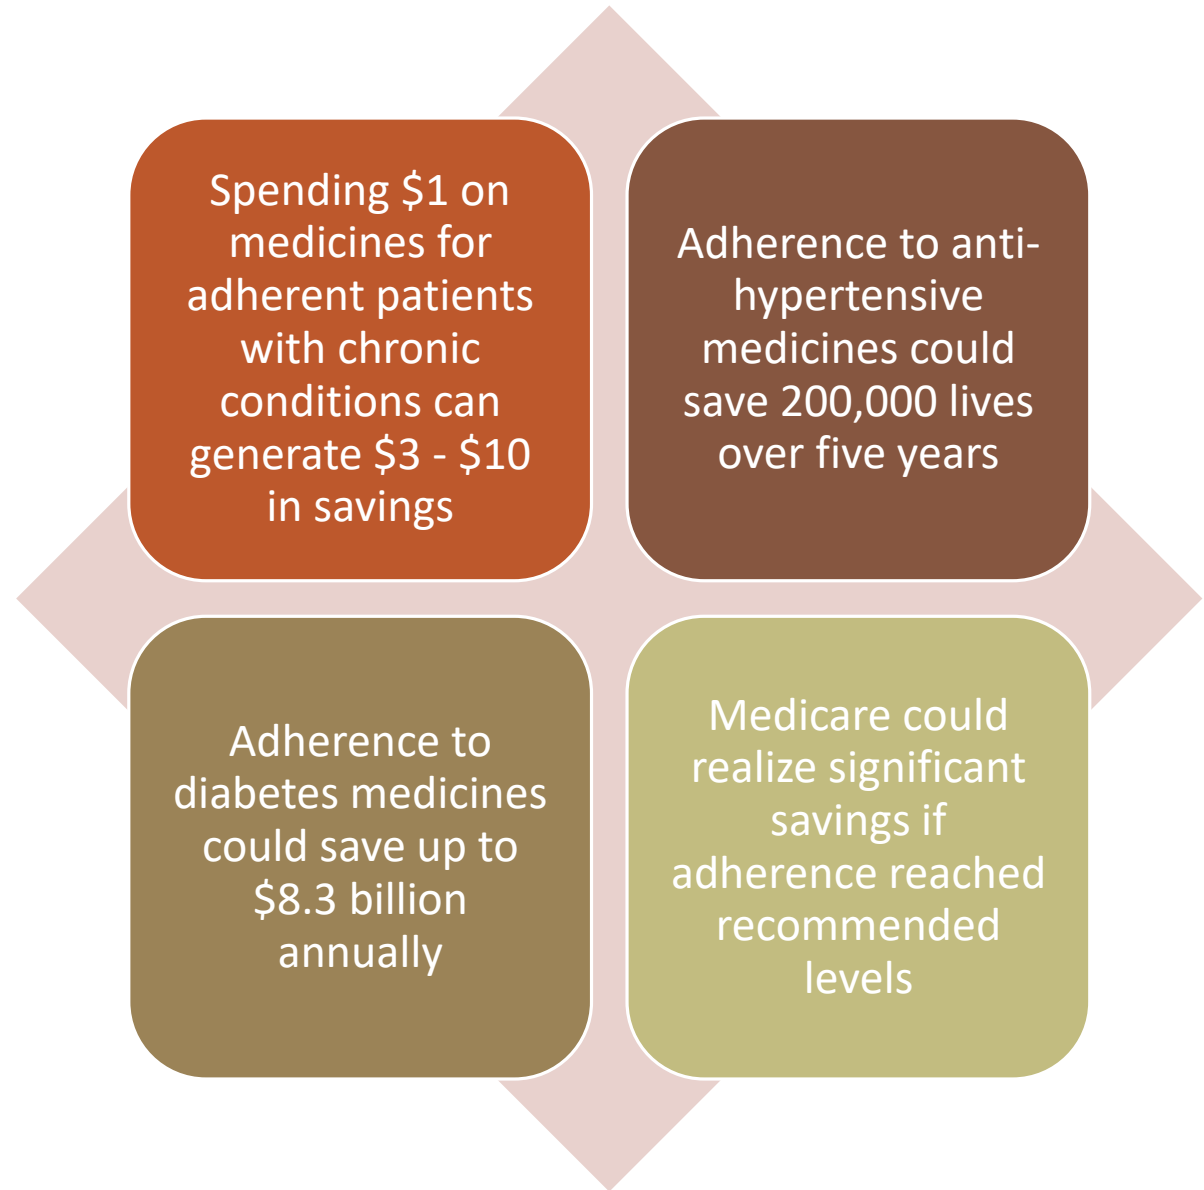 Spending $1 on
medicines for
adherent patients
with chronic
conditions can
generate $3 - $10
in savings
Adherence to anti-
hypertensive
medicines could
save 200,000 lives
over five years
Adherence to
diabetes medicines
could save up to
$8.3 billion
annually
Medicare could
realize significant
savings if
adherence reached
recommended
levels